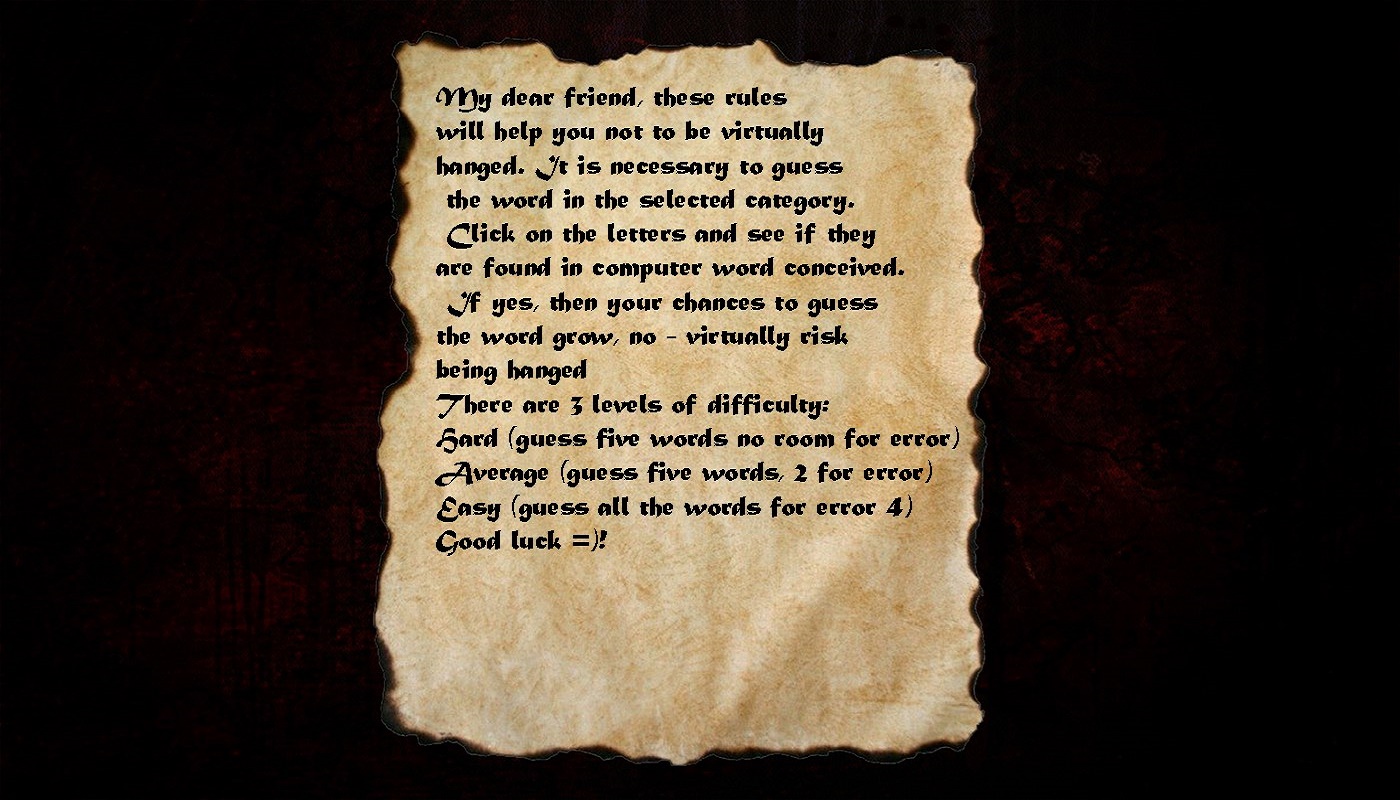 My dear friend, these rules
will help you not to be virtually
hanged. It is necessary to guess
the word in the selected category.
Click on the letters and see if they
are found in computer word conceived.
If yes, then your chances to guess
the word grow, no - virtually risk
being hanged
There are 3 levels of difficulty:
Hard (guess five words no room for error)
Average (guess five words, 2 for error)
Easy (guess all the words for error 4)
Good luck =)!